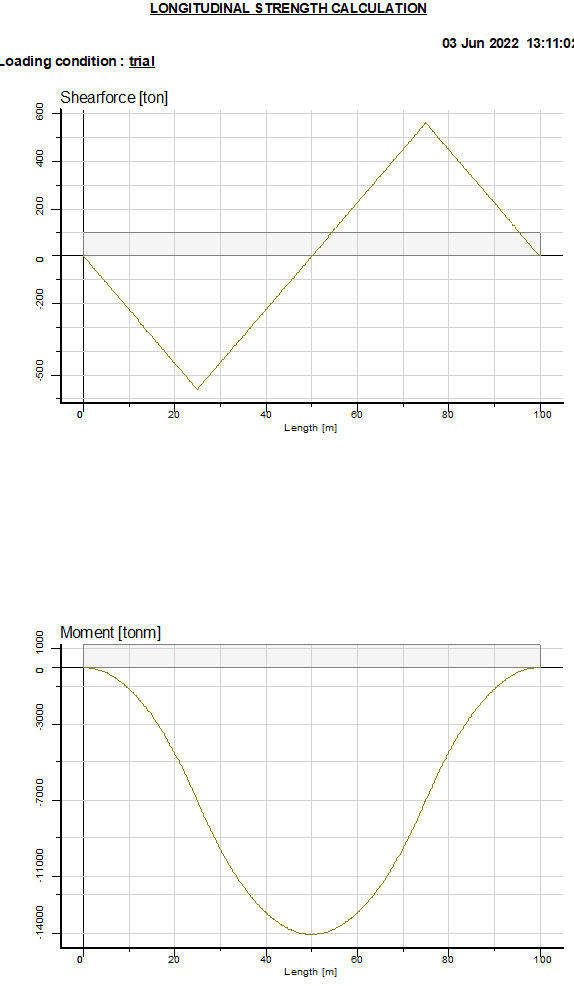 LONGITUDINAL STRENGTH CALCULATION
03 Jun 2022 13:11:02
Loading condition : trial
Shearforce [ton]
600
400
200
0
-200
-500
0 20 40 60 80 100
Length [m]
Moment [tonm]
1000
0
-3000
-7000
-11000
-14000
0 20 40 60 80 100
Length [m]